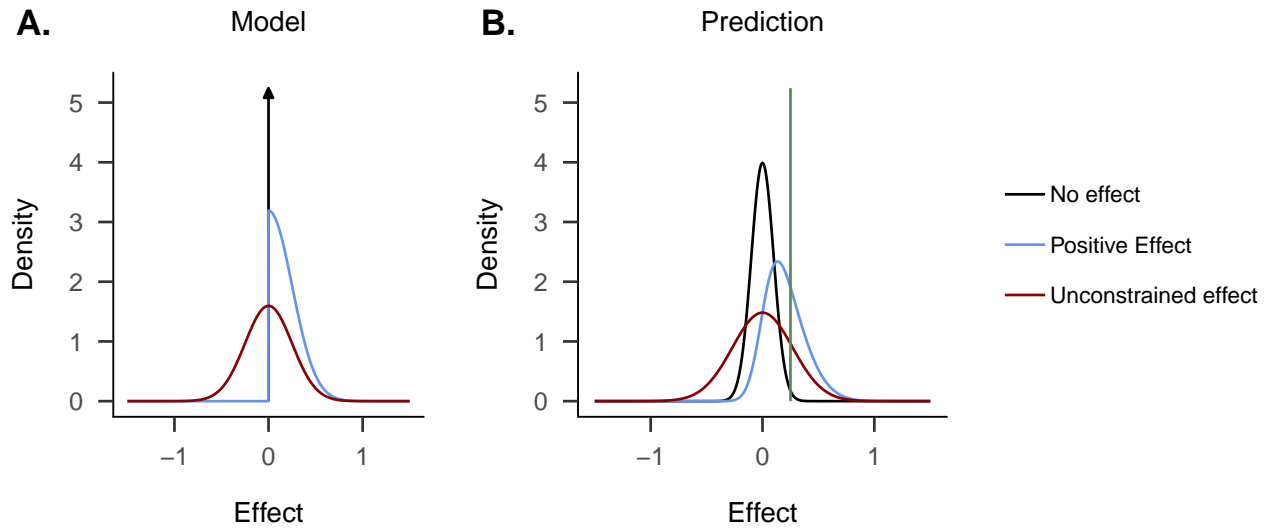 A.
Model
5
4
3
2
1
0
Density
−1 0 1
Effect
B.
Prediction
5
4
3
2
1
0
Density
−1 0 1
Effect
No effect
Positive Effect
Unconstrained effect